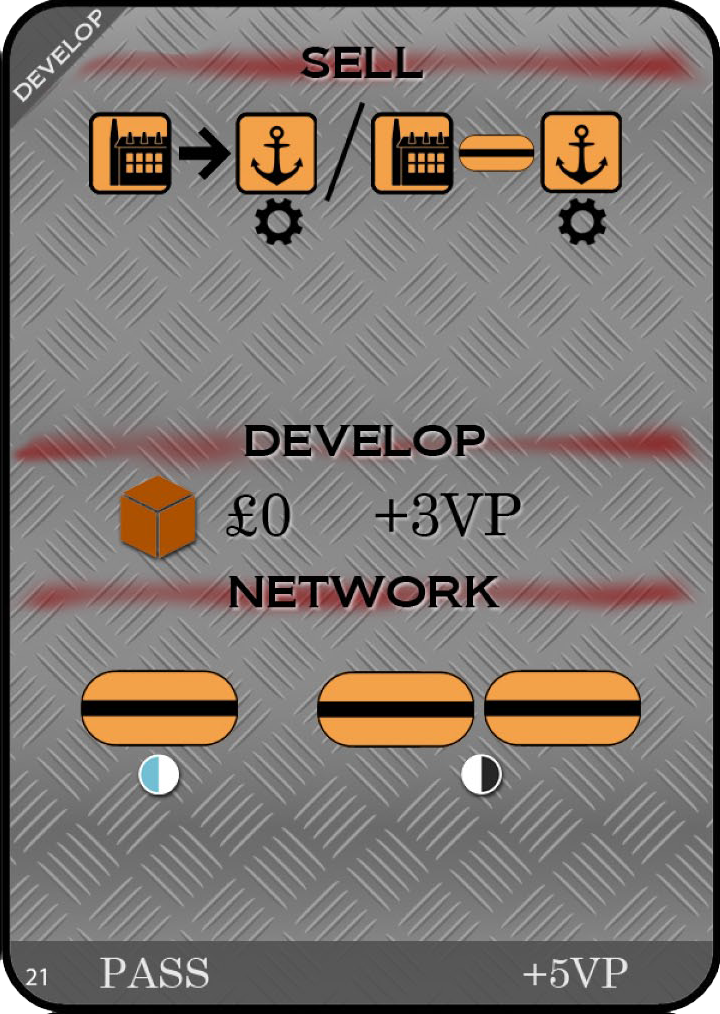 DEVELOP
SELL
DEVELOP
£0 +3VP
NETWORK
21 PASS +5VP